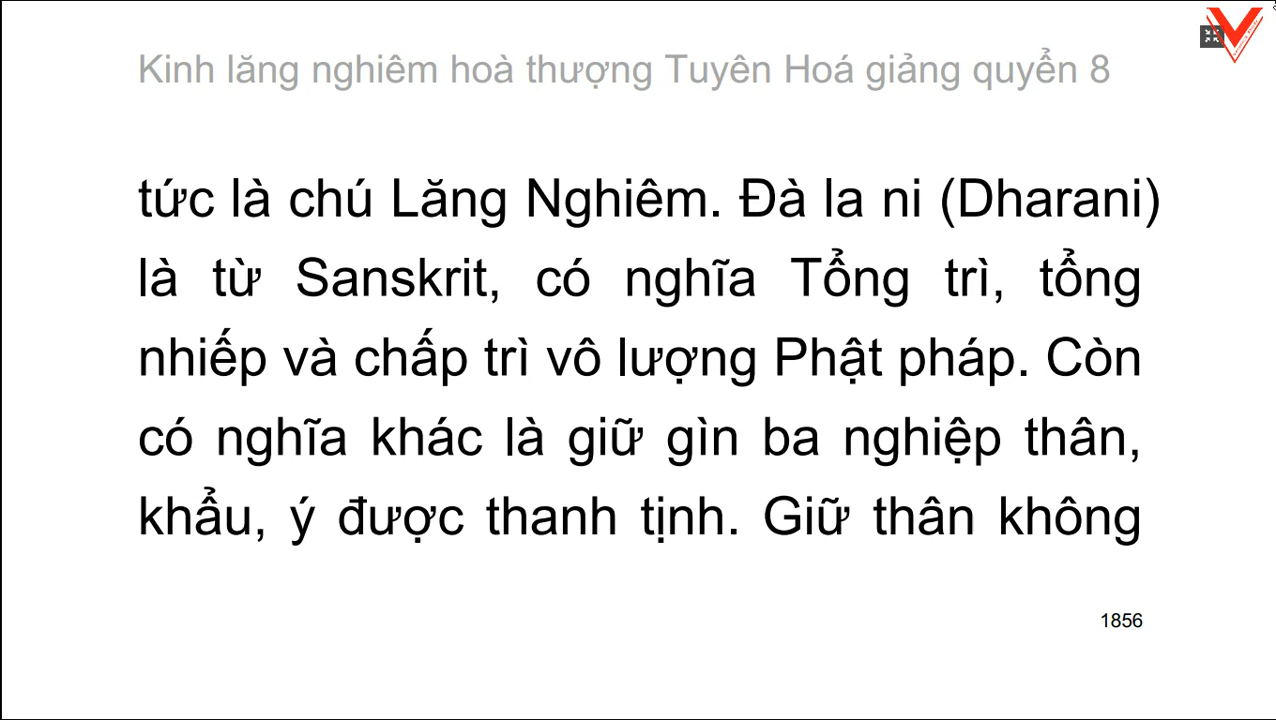 Kinh lăng nghiêm hoà thượng Tuyên Hoá giảng quyển 8
tức là chú Lăng Nghiêm. Đà la ni (Dharani)
là từ Sanskrit, có nghĩa Tổng trì, tổng
nhiếp và chấp trì vô lượng Phật pháp. Còn
có nghĩa khác là giữ gìn ba nghiệp thân,
khẩu, ý được thanh tịnh. Giữ thân không
1856